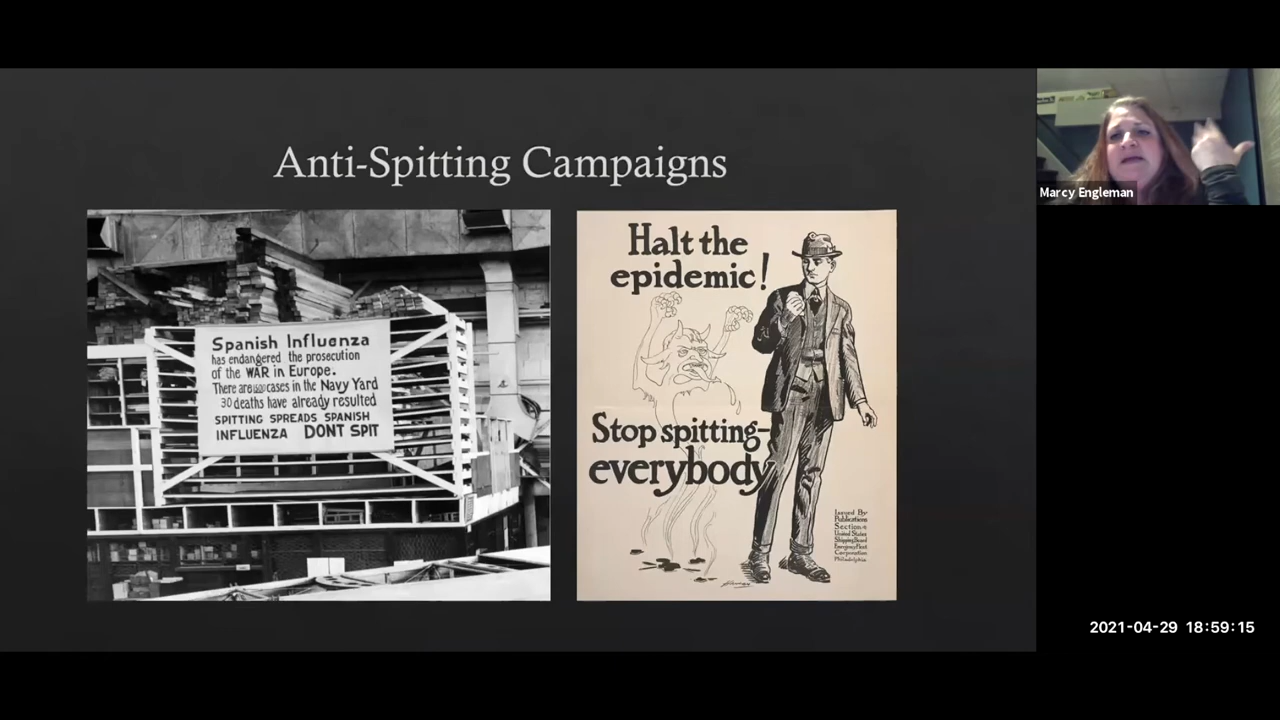 Anti-Spitting Campaigns
Spanish Influenza
has endangered the prosecution
of the WAR in Europe.
There are 1500 cases in the Navy Yard
30 deaths have already resulted
SPITTING SPREADS SPANISH
INFLUENZA DONT SPIT
Halt the
epidemic!
Stop spitting-
everybody
Issued By
Publications
Section
United States
Shipping Board
Emergency Fleet
Corporation
Philadelphia
Marcy Engleman
2021-04-29 18:59:15